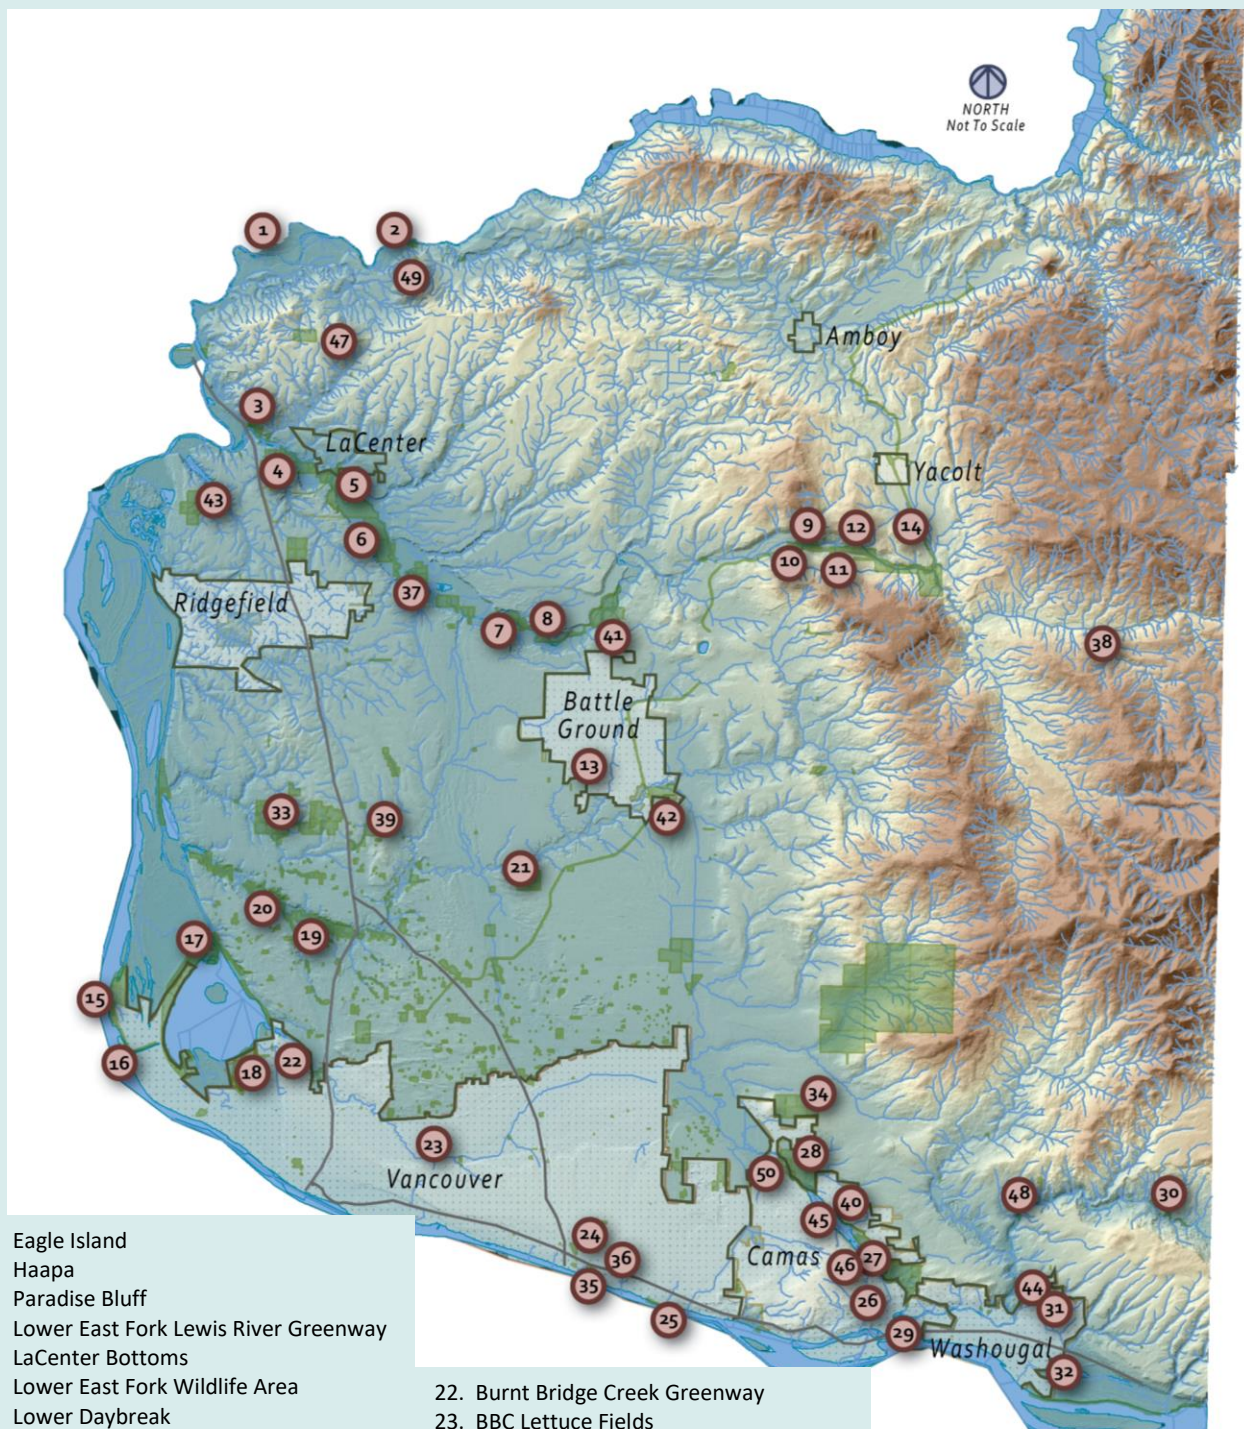 NORTH
Not To Scale
1
2
49
47
Amboy
3
LaCenter
4
5
43
Yacolt
6
9
12
14
10
11
37
Ridgefield
7
8
41
38
Battle
Ground
13
33
39
42
21
20
19
17
15
16
18
22
34
23
28
Vancouver
50
48
30
40
45
24
36
Camas
46
27
35
44
26
31
25
29
Washougal
32
Eagle Island
Haapa
Paradise Bluff
Lower East Fork Lewis River Greenway
LaCenter Bottoms
Lower East Fork Wildlife Area
Lower Daybreak
22. Burnt Bridge Creek Greenway
23. BBC Lettuce Fields